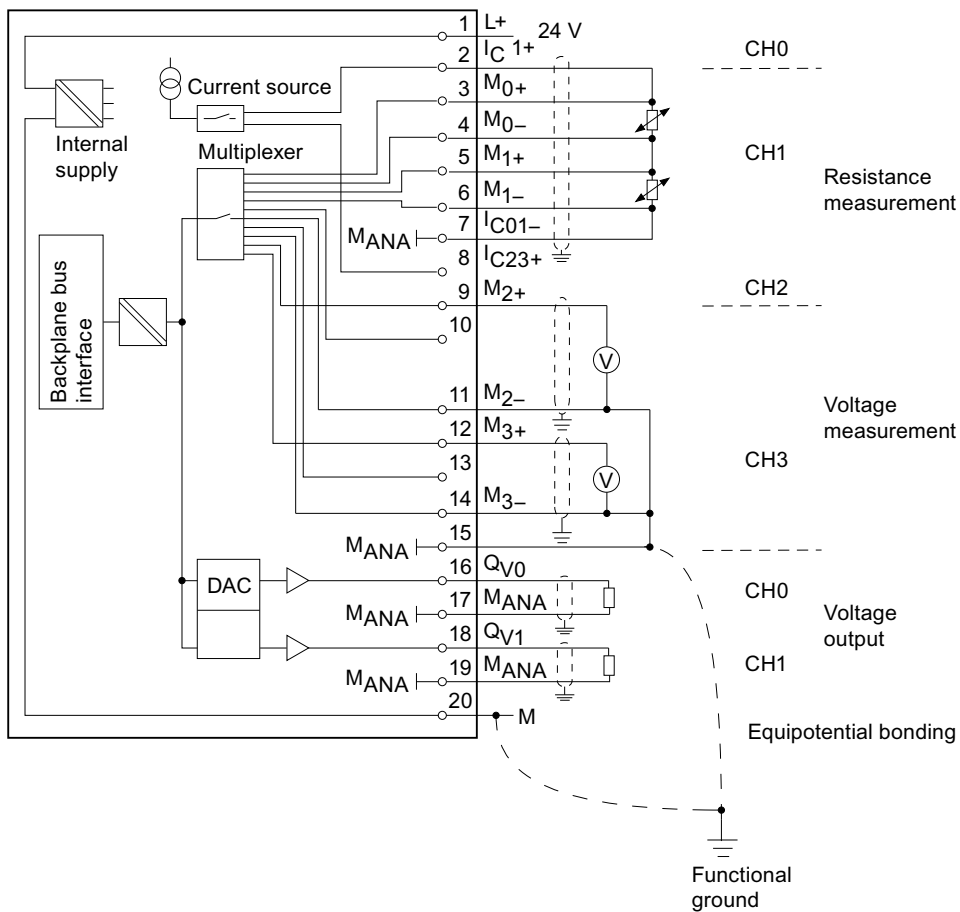 1 L+ 24 V
2 IC 1+
3 M0+
4 M0–
5 M1+
6 M1–
7 IC01–
8 IC23+
9 M2+
10
11 M2–
12 M3+
13
14 M3–
15
16 QV0
17 MANA
18 QV1
19 MANA
20 M
Current source
Internal
supply
Multiplexer
MANA
Backplane bus
interface
V
V
MANA
DAC
MANA
MANA
CH0
CH1
Resistance
measurement
CH2
Voltage
measurement
CH3
CH0
Voltage
output
CH1
Equipotential bonding
Functional
ground